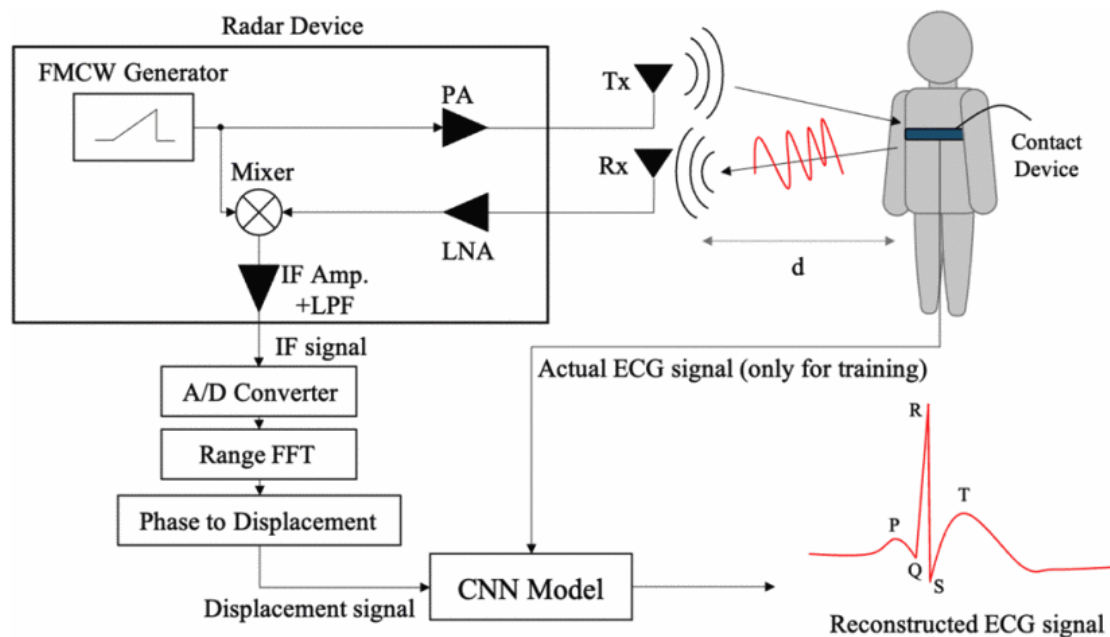 Radar Device
FMCW Generator
PA
Tx
Rx
Mixer
LNA
IF Amp.
+LPF
Contact
Device
d
IF signal
A/D Converter
Range FFT
Phase to Displacement
Displacement signal
Actual ECG signal (only for training)
CNN Model
R
P
T
Q
S
Reconstructed ECG signal